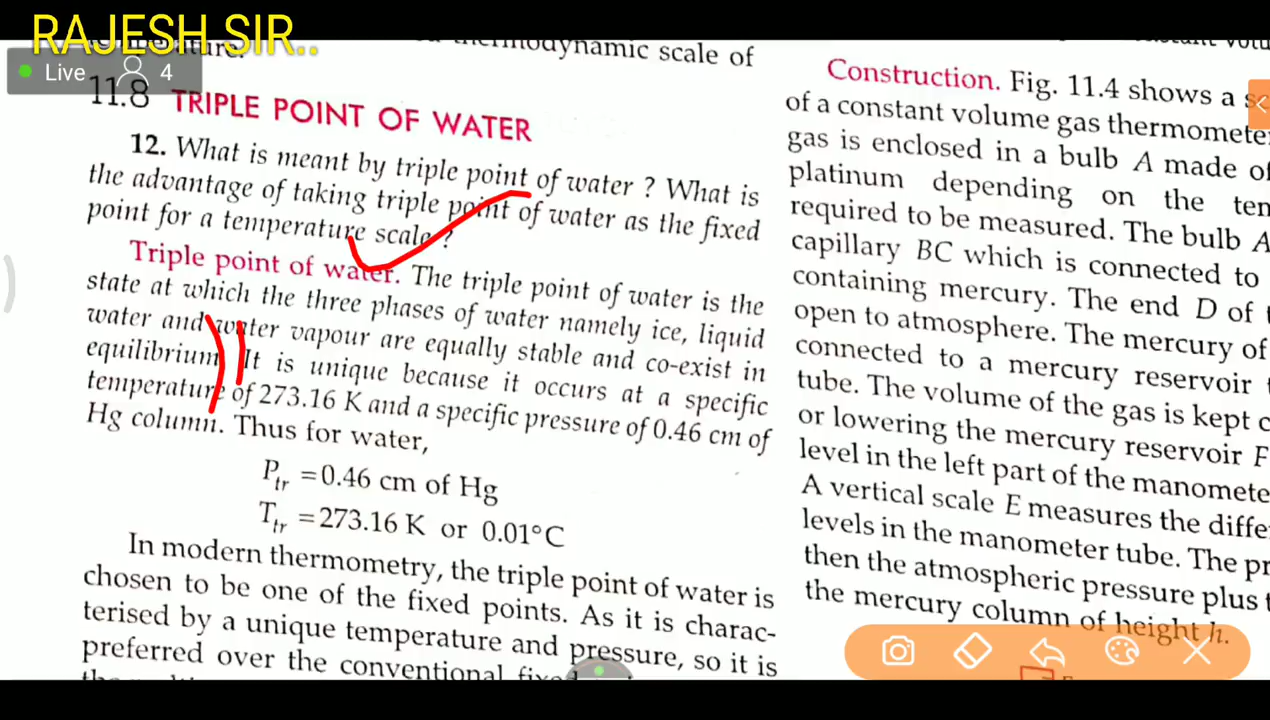 RAJESH SIR..
Live 4
thermodynamic scale of
11.8 TRIPLE POINT OF WATER
12. What is meant by triple point of water ? What is
the advantage of taking triple point of water as the fixed
point for a temperature scale ?
Triple point of water. The triple point of water is the
state at which the three phases of water namely ice, liquid
water and water vapour are equally stable and co-exist in
equilibrium. It is unique because it occurs at a specific
temperature of 273.16 K and a specific pressure of 0.46 cm of
Hg column. Thus for water,
Ptr = 0.46 cm of Hg
Ttr = 273.16 K or 0.01°C
In modern thermometry, the triple point of water is
chosen to be one of the fixed points. As it is charac-
terised by a unique temperature and pressure, so it is
preferred over the conventional
Construction. Fig. 11.4 shows a
of a constant volume gas
gas is enclosed in a bulb A made of
platinum depending on the
required to be measured. The bulb A
capillary BC which is connected to
containing mercury. The end D of
open to atmosphere. The mercury of
connected to a mercury reservoir
tube. The volume of the gas is kept
or lowering the mercury reservoir
level in the left part of the
A vertical scale E measures the
levels in the manometer tube. The
then the atmospheric pressure plus
the mercury column of height h.